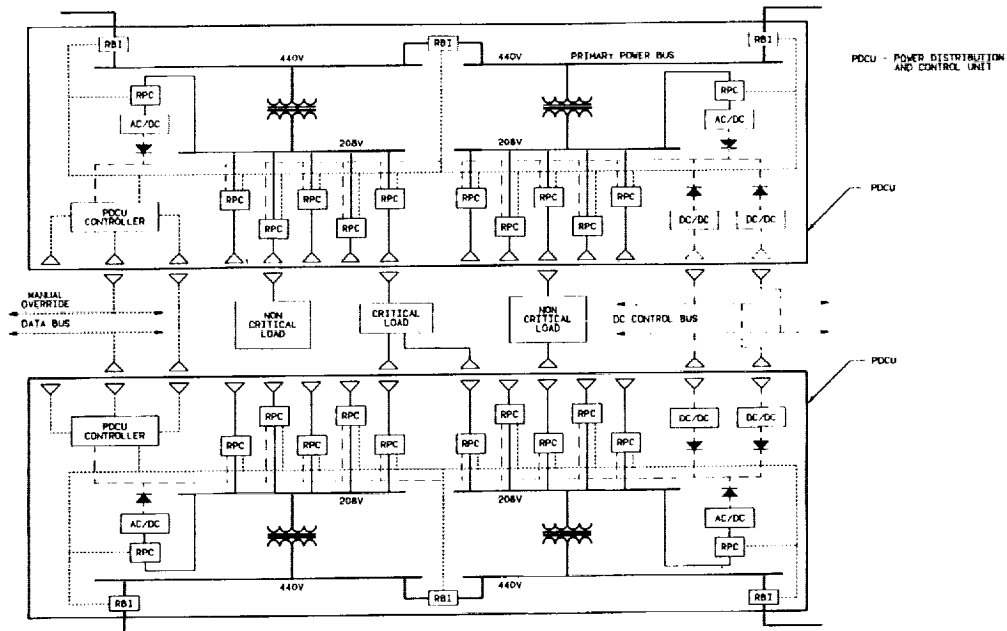 RBI
RBI
RBI
440V
440V
PRIMARY POWER BUS
PDCU - POWER DISTRIBUTION
AND CONTROL UNIT
RPC
RPC
AC/DC
AC/DC
208V
208V
RPC
RPC
RPC
RPC
RPC
RPC
RPC
RPC
RPC
RPC
PDCU
CONTROLLER
DC/DC
DC/DC
PDCU
MANUAL
OVERRIDE
DATA BUS
NON
CRITICAL
LOAD
CRITICAL
LOAD
NON
CRITICAL
LOAD
DC CONTROL
BUS
PDCU
PDCU
CONTROLLER
RPC
RPC
RPC
RPC
RPC
RPC
RPC
RPC
RPC
RPC
DC/DC
DC/DC
208V
208V
AC/DC
AC/DC
RPC
RPC
440V
440V
RBI
RBI
RBI